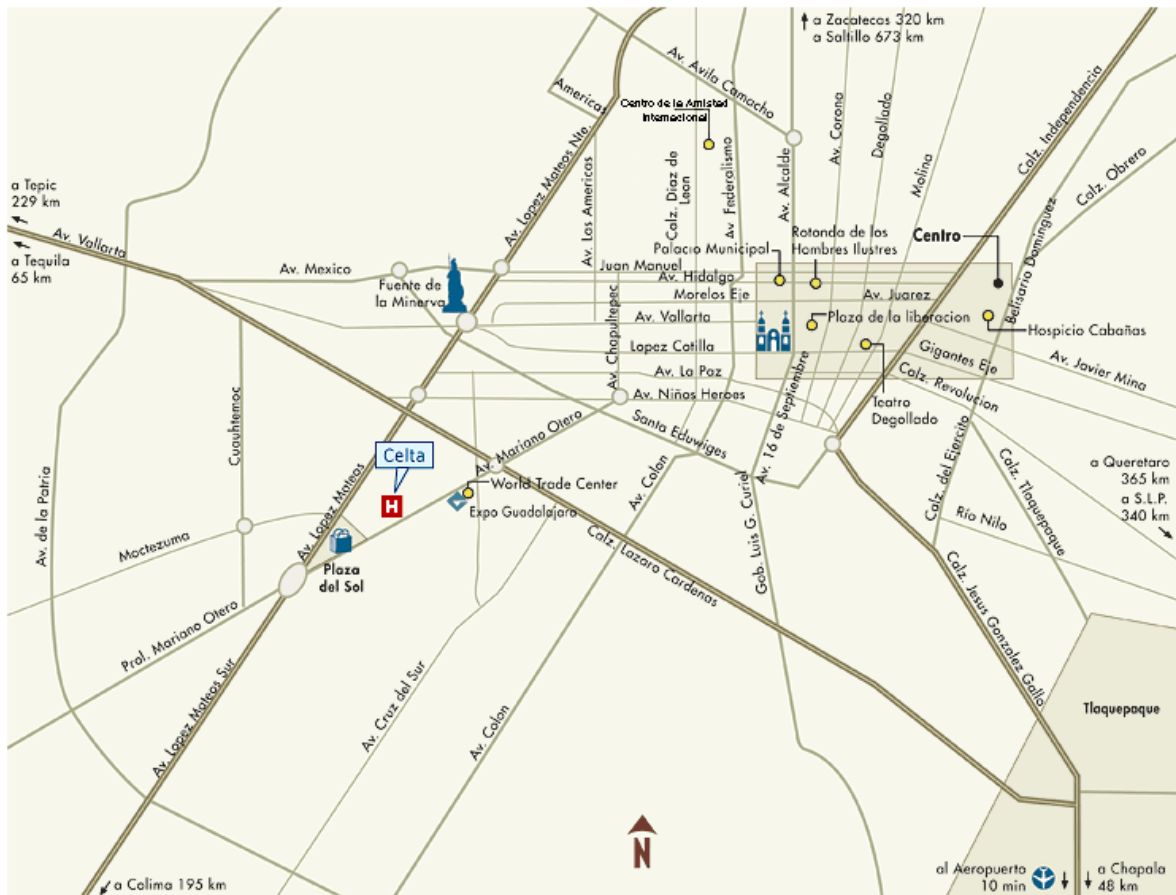 a Zacatecas 320 km
a Saltillo 673 km
Av. Avila Camacho
Americas
Centro de la Amistad
Internacional
Av. Lopez Mateos Nte.
Av. Las Americas
Calz. Diaz de
Leon
Av Federalismo
Av. Alcalde
Av. Corona
Degollado
Molina
Calz. Independencia
Calz. Obrero
Belisario Dominguez
a Tepic
229 km
Av. Vallarta
a Tequila
65 km
Av. Mexico
Fuente de
la Minerva
Juan Manuel
Palacio Municipal
Rotonda de los
Hombres Ilustres
Centro
Av. Hidalgo
Morelos Eje
Av. Juarez
Av. Vallarta
Plaza de la liberacion
Hospicio Cabañas
Av. Chapultepec
Lopez Cotilla
Gigantes Eje
Av. Javier Mina
Av. La Paz
Calz. Revolucion
Av. Niños Heroes
Teatro
Degollado
Av. 16 de Septiembre
Santa Eduwiges
Av. Mariano Otero
Cuauhtemoc
Celta
H
Av. Lopez Mateos
World Trade Center
Expo Guadalajara
Av. Colon
Gob. Luis G. Curiel
Calz. del Ejercito
Calz. Tlaquepaque
a Queretaro
365 km
a S.L.P.
340 km
Rio Nilo
Av. de la Patria
Moctezuma
Plaza
del Sol
Calz. Lazaro Cardenas
Calz. Jesus Gonzalez Gallo
Prol. Mariano Otero
Av. Lopez Mateos Sur
Av. Cruz del Sur
Av. Colon
Tlaquepaque
N
a Colima 195 km
al Aeropuerto
10 min
a Chapala
48 km